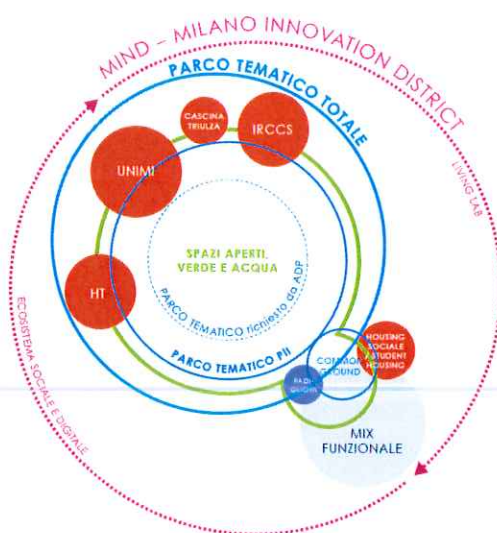 MIND – MILANO INNOVATION DISTRICT
PARCO TEMATICO TOTALE
CASCINA
TRIULZA
IRCCS
UNIMI
LIVING LAB
SPAZI APERTI,
VERDE E ACQUA
HT
PARCO TEMATICO richiesto da ADP
ECOSISTEMA SOCIALE E DIGITALE
PARCO TEMATICO PII
HOUSING
SOCIALE
/ STUDENT
HOUSING
COMMON
GROUND
MIX
FUNZIONALE